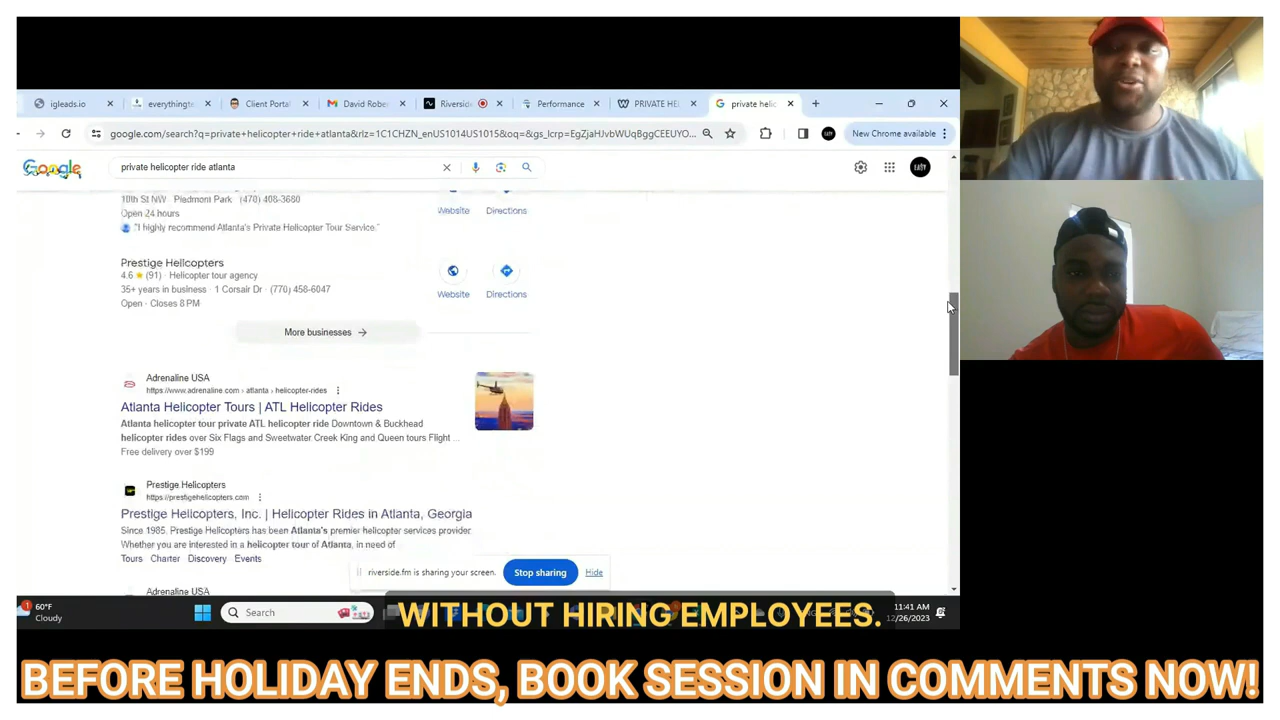 igleads.io
everythingte
Client Portal
David Robe
Riverside
Performance
PRIVATE HEL
private helic
google.com/search?q=private+helicopter+ride+atlanta&rlz=1C1CHZN_enUS1014US1015&oq=&gs_lcrp=EgZjaHJvbWUqBggCEEUYO...
New Chrome available
Google
private helicopter ride atlanta
10th St NW · Piedmont Park · (470) 408-3680
Open 24 hours
"I highly recommend Atlanta's Private Helicopter Tour Service."
Website
Directions
Prestige Helicopters
4.6 ★ (91) · Helicopter tour agency
35+ years in business · 1 Corsair Dr · (770) 458-6047
Open · Closes 8 PM
Website
Directions
More businesses →
Adrenaline USA
https://www.adrenaline.com › atlanta › helicopter-rides
Atlanta Helicopter Tours | ATL Helicopter Rides
Atlanta helicopter tour private ATL helicopter ride Downtown & Buckhead
helicopter rides over Six Flags and Sweetwater Creek King and Queen tours Flight ...
Free delivery over $199
Prestige Helicopters
https://prestigehelicopters.com
Prestige Helicopters, Inc. | Helicopter Rides in Atlanta, Georgia
Since 1985, Prestige Helicopters has been Atlanta's premier helicopter services provider.
Whether you are interested in a helicopter tour of Atlanta, in need of
Tours Charter Discovery Events
riverside.fm is sharing your screen.
Stop sharing
Hide
Adrenaline USA
60°F
Cloudy
Search
11:41 AM
12/26/2023
WITHOUT HIRING EMPLOYEES.
BEFORE HOLIDAY ENDS, BOOK SESSION IN COMMENTS NOW!